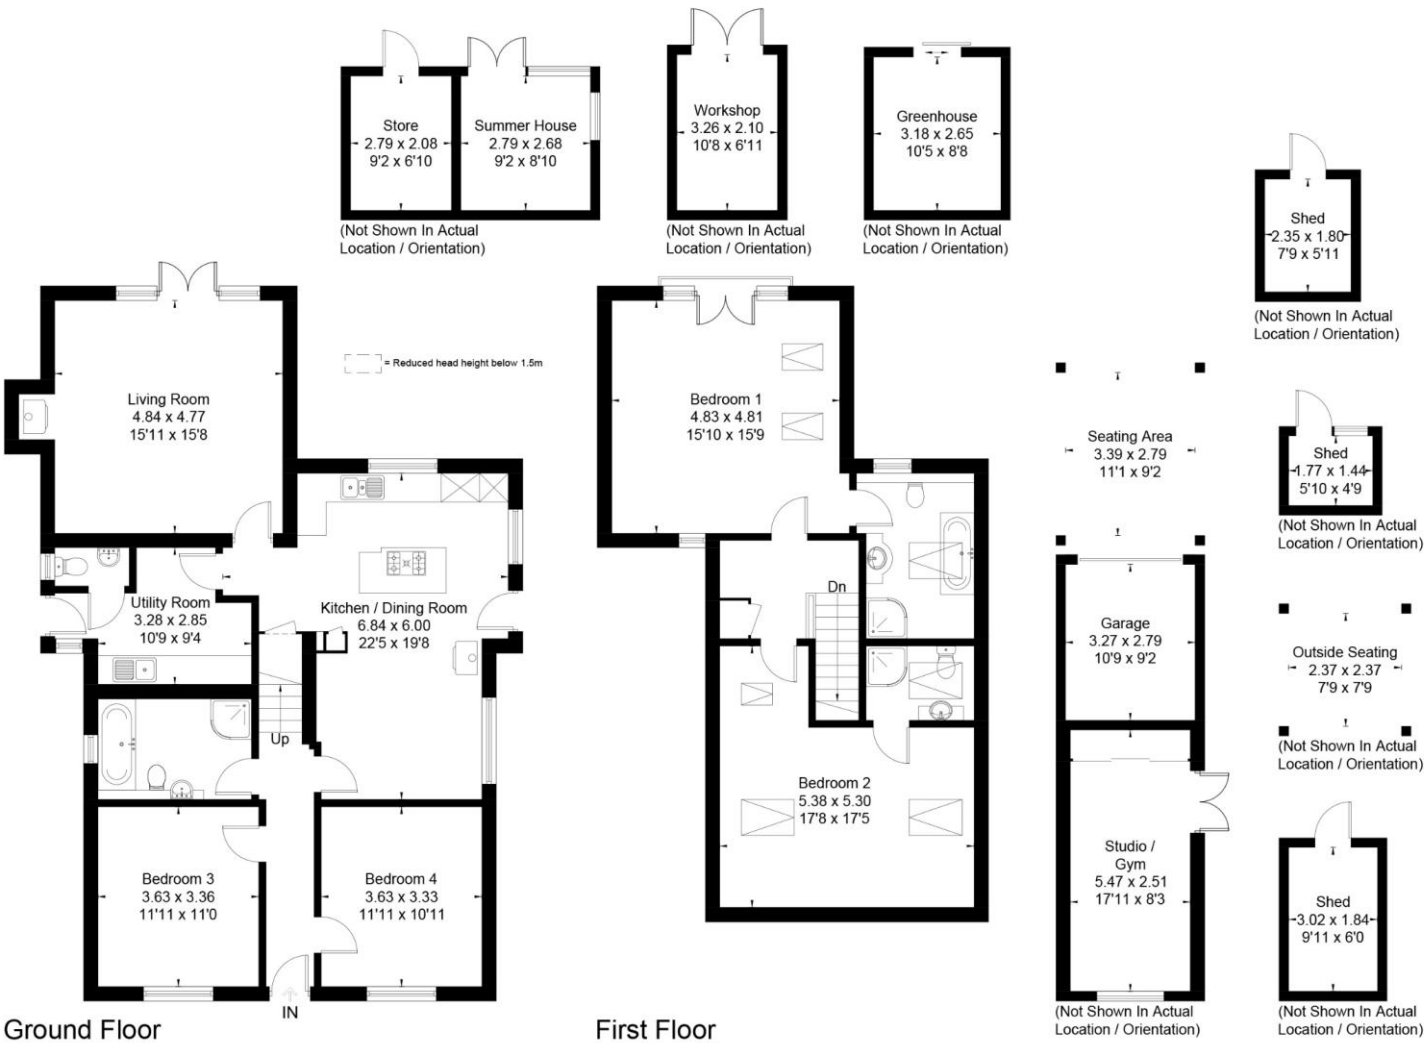 Store
2.79 x 2.08
9'2 x 6'10
Summer House
2.79 x 2.68
9'2 x 8'10
(Not Shown In Actual
Location / Orientation)
Workshop
3.26 x 2.10
10'8 x 6'11
(Not Shown In Actual
Location / Orientation)
Greenhouse
3.18 x 2.65
10'5 x 8'8
(Not Shown In Actual
Location / Orientation)
Shed
2.35 x 1.80
7'9 x 5'11
(Not Shown In Actual
Location / Orientation)
= Reduced head height below 1.5m
Living Room
4.84 x 4.77
15'11 x 15'8
Utility Room
3.28 x 2.85
10'9 x 9'4
Kitchen / Dining Room
6.84 x 6.00
22'5 x 19'8
Up
Bedroom 3
3.63 x 3.36
11'11 x 11'0
Bedroom 4
3.63 x 3.33
11'11 x 10'11
IN
Ground Floor
Bedroom 1
4.83 x 4.81
15'10 x 15'9
Dn
Bedroom 2
5.38 x 5.30
17'8 x 17'5
First Floor
Seating Area
3.39 x 2.79
11'1 x 9'2
Garage
3.27 x 2.79
10'9 x 9'2
Studio /
Gym
5.47 x 2.51
17'11 x 8'3
(Not Shown In Actual
Location / Orientation)
Shed
1.77 x 1.44
5'10 x 4'9
(Not Shown In Actual
Location / Orientation)
Outside Seating
2.37 x 2.37
7'9 x 7'9
(Not Shown In Actual
Location / Orientation)
Shed
3.02 x 1.84
9'11 x 6'0
(Not Shown In Actual
Location / Orientation)